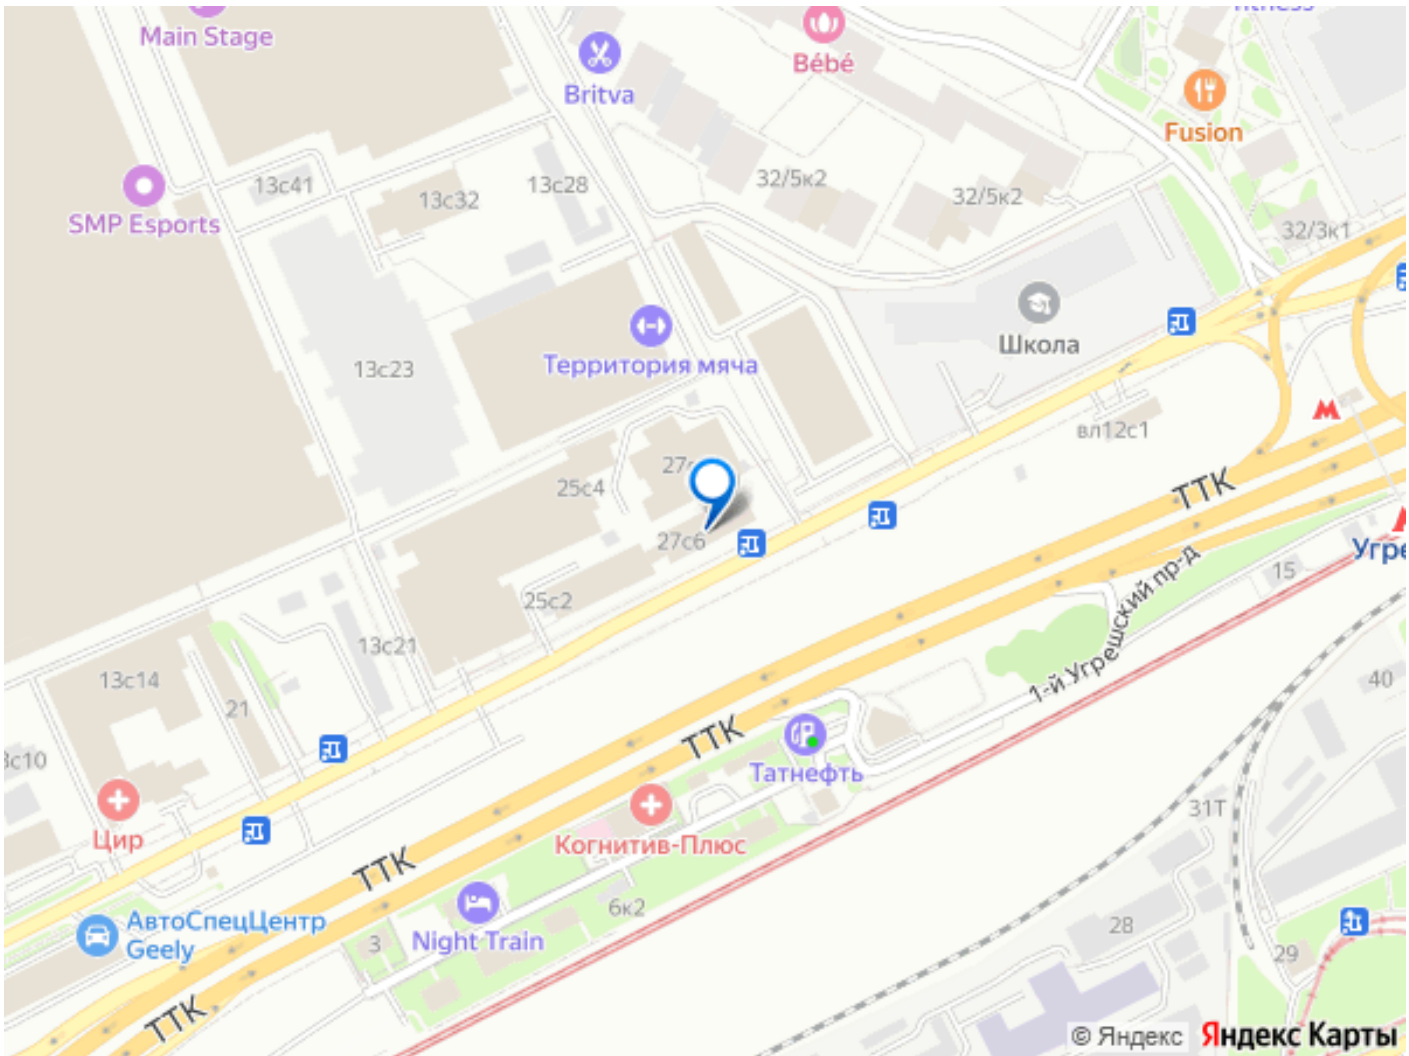 Main Stage
Britva
Bébé
Fusion
SMP Esports
13с41
13с32
13с28
32/5к2
32/5к2
32/3к1
13с23
Территория мяча
Школа
вл12с1
ТТК
25с4
27с6
25с2
Угре
15
1-й Угрешский пр-д
13с21
13с14
21
40
ТТК
Татнефть
31Т
Цир
Когнитив-Плюс
ТТК
6к2
28
АвтоСпецЦентр
Geely
3
Night Train
29
ТТК
© Яндекс
Яндекс Карты